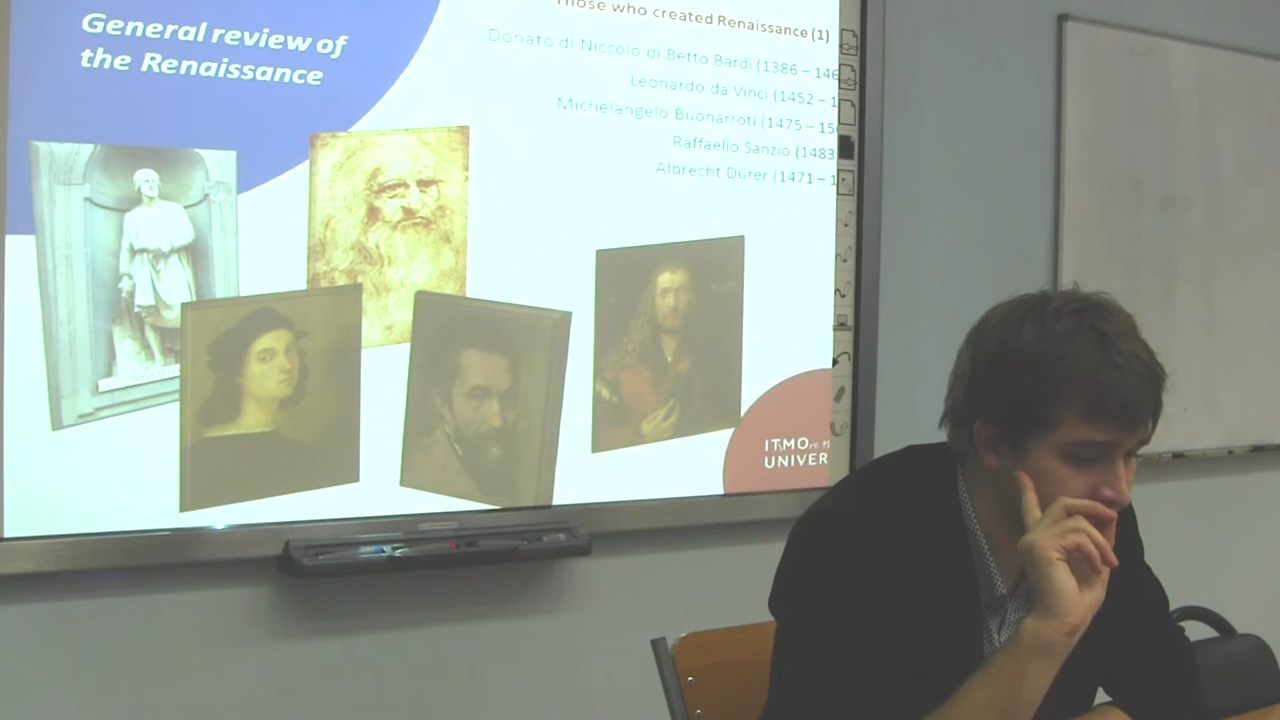 General review of
the Renaissance
Those who created Renaissance (1)
Donato di Niccolo di Betto Bardi (1386 – 146
Leonardo da Vinci (1452 – 1
Michelangelo Buonarroti (1475 – 15
Raffaello Sanzio (1483
Albrecht Dürer (1471 – 1
ITMO
UNIVER